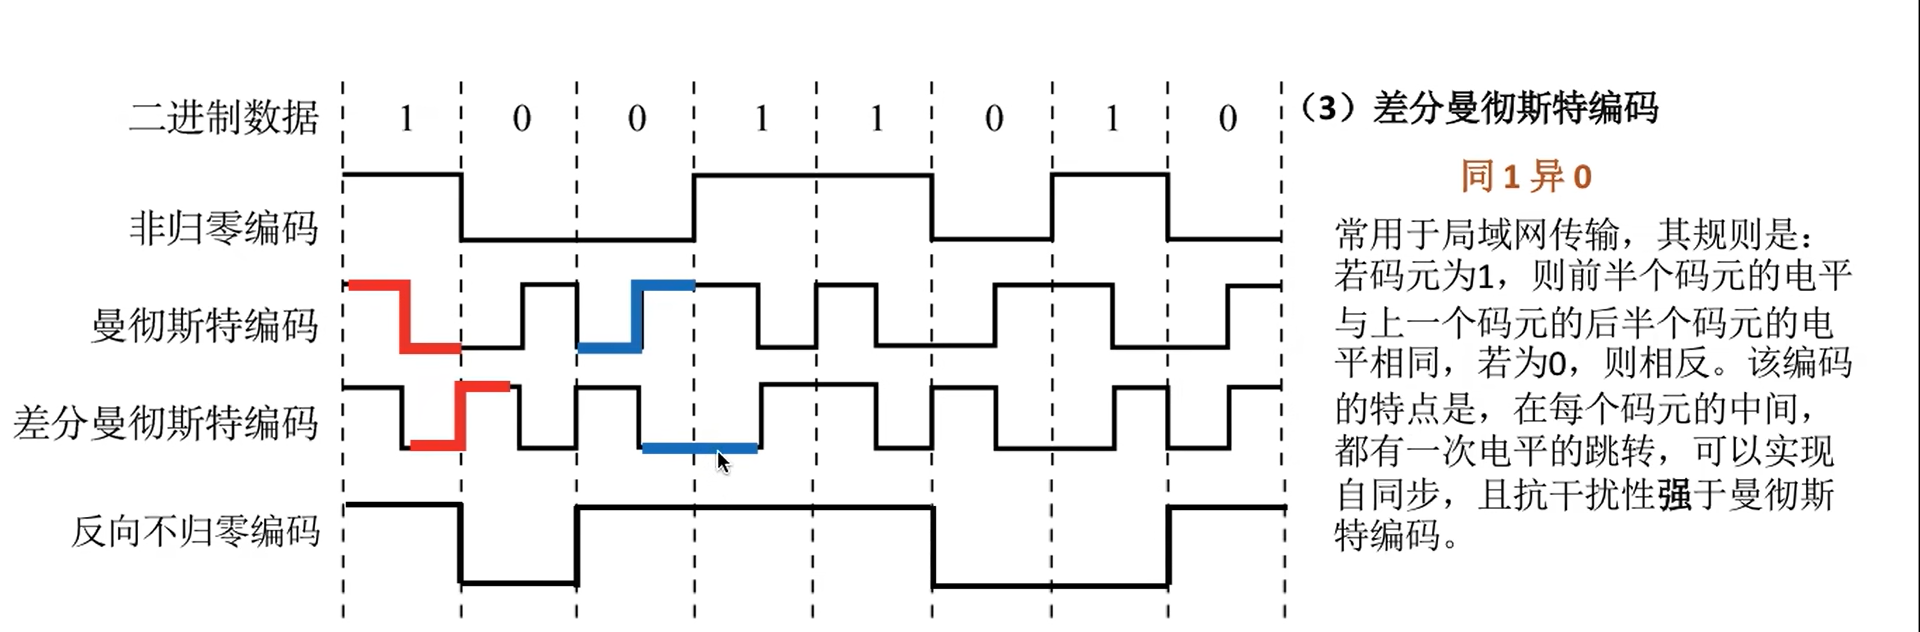 二进制数据 1 0 0 1 1 0 1 0
非归零编码
曼彻斯特编码
差分曼彻斯特编码
反向不归零编码
（3）差分曼彻斯特编码
同 1 异 0
常用于局域网传输，其规则是：
若码元为1，则前半个码元的电平
与上一个码元的后半个码元的电
平相同，若为0，则相反。该编码
的特点是，在每个码元的中间，
都有一次电平的跳转，可以实现
自同步，且抗干扰性强于曼彻斯
特编码。